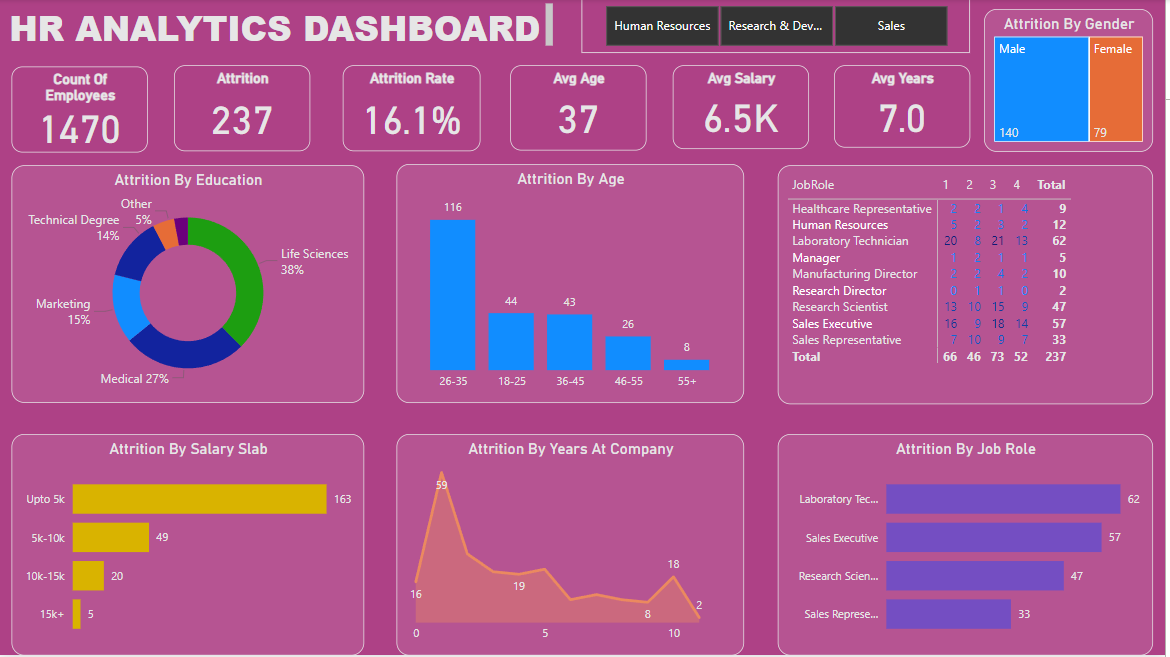 HR ANALYTICS DASHBOARD
Human Resources
Research & Dev...
Sales
Attrition By Gender
Male
Female
140
79
Count Of
Employees
1470
Attrition
237
Attrition Rate
16.1%
Avg Age
37
Avg Salary
6.5K
Avg Years
7.0
Attrition By Education
Other
5%
Technical Degree
14%
Life Sciences
38%
Marketing
15%
Medical 27%
Attrition By Age
116
44
43
26
8
26-35 18-25 36-45 46-55 55+
JobRole 1 2 3 4 Total
Healthcare Representative 2 2 1 4 9
Human Resources 5 2 3 2 12
Laboratory Technician 20 8 21 13 62
Manager 1 2 1 1 5
Manufacturing Director 2 2 4 2 10
Research Director 0 1 1 0 2
Research Scientist 13 10 15 9 47
Sales Executive 16 9 18 14 57
Sales Representative 7 10 9 7 33
Total 66 46 73 52 237
Attrition By Salary Slab
Upto 5k 163
5k-10k 49
10k-15k 20
15k+ 5
Attrition By Years At Company
59
16
19
8
18
2
0 5 10
Attrition By Job Role
Laboratory Tec... 62
Sales Executive 57
Research Scien... 47
Sales Represe... 33